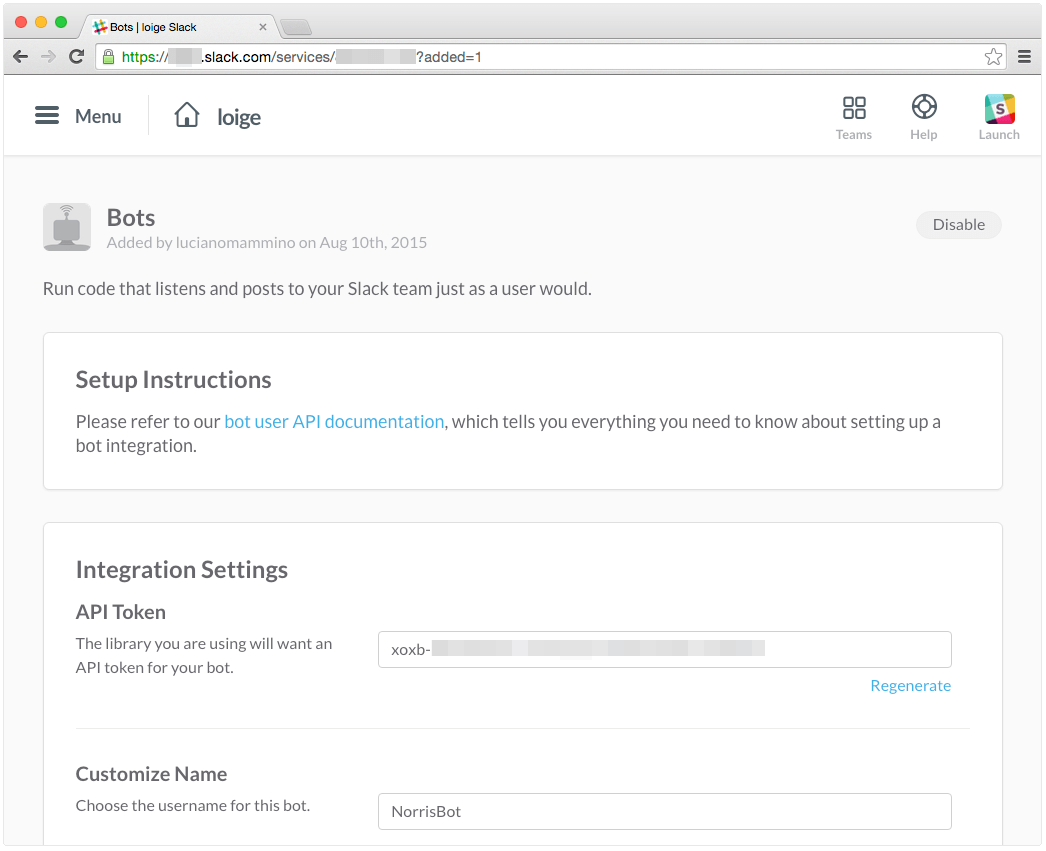 Bots | loige Slack
https:// .slack.com/services/ ?added=1
Menu
loige
Teams
Help
S
Launch
Bots
Added by lucianomammino on Aug 10th, 2015
Disable
Run code that listens and posts to your Slack team just as a user would.
Setup Instructions
Please refer to our bot user API documentation, which tells you everything you need to know about setting up a
bot integration.
Integration Settings
API Token
The library you are using will want an
API token for your bot.
xoxb-
Regenerate
Customize Name
Choose the username for this bot.
NorrisBot